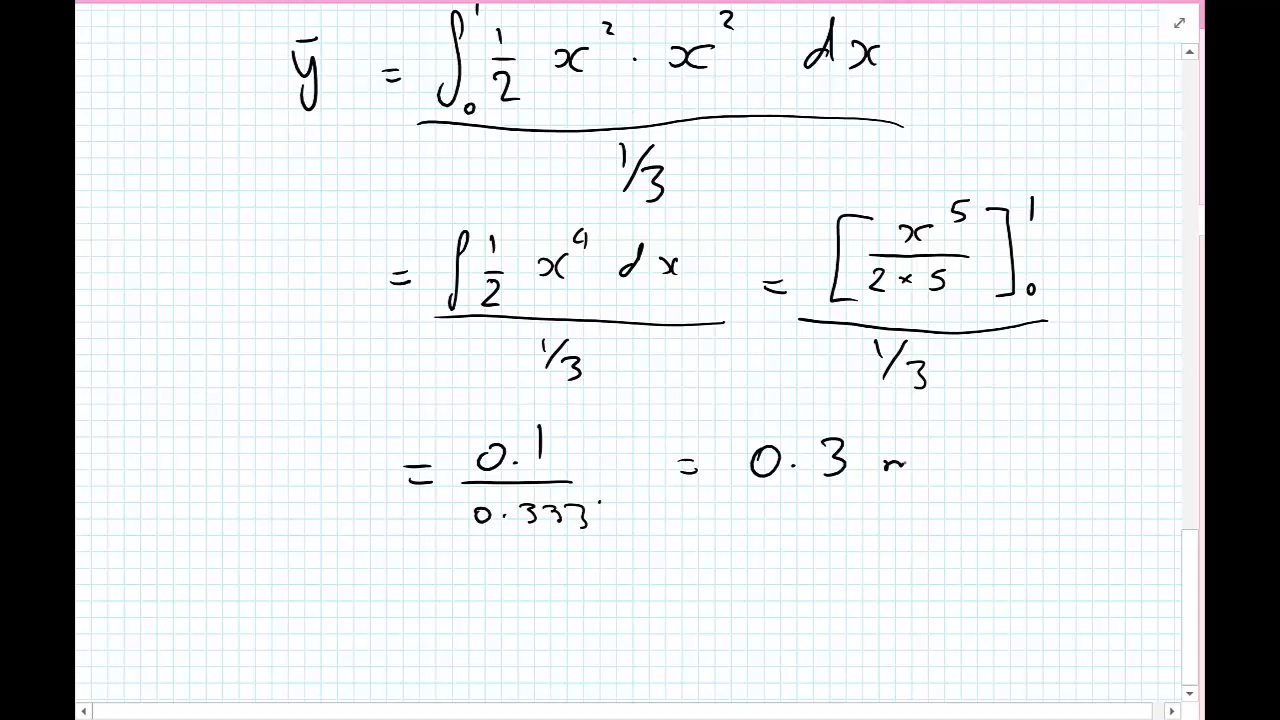 ȳ = ∫₀¹ 1/2 x² · x² dx
1/3
= ∫ 1/2 x⁴ dx = [x⁵ / 2 × 5]₀¹
1/3 1/3
= 0.1 = 0.3 m
0.333˙